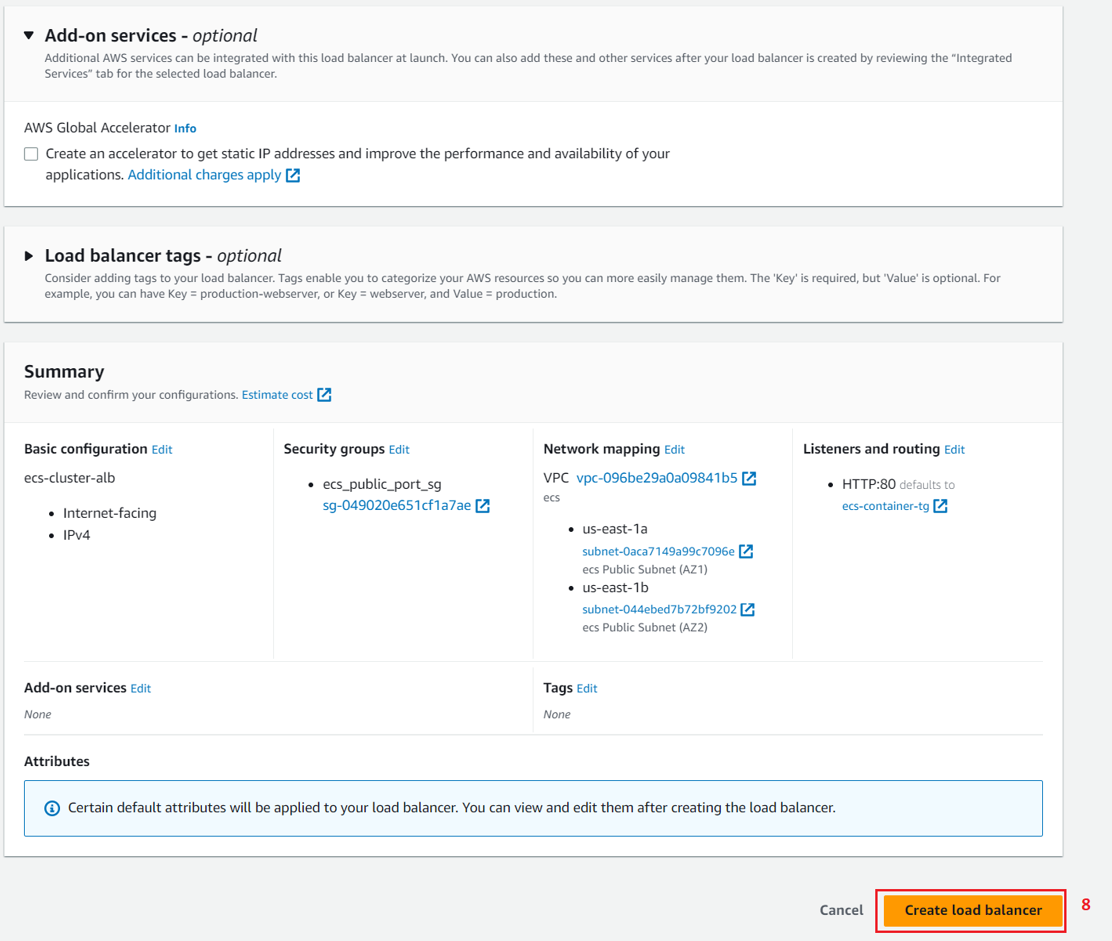 Add-on services - optional
Additional AWS services can be integrated with this load balancer at launch. You can also add these and other services after your load balancer is created by reviewing the "Integrated
Services" tab for the selected load balancer.
AWS Global Accelerator Info
Create an accelerator to get static IP addresses and improve the performance and availability of your
applications. Additional charges apply
Load balancer tags - optional
Consider adding tags to your load balancer. Tags enable you to categorize your AWS resources so you can more easily manage them. The 'Key' is required, but 'Value' is optional. For
example, you can have Key = production-webserver, or Key = webserver, and Value = production.
Summary
Review and confirm your configurations. Estimate cost
Basic configuration Edit
ecs-cluster-alb
• Internet-facing
• IPv4
Security groups Edit
• ecs_public_port_sg
sg-049020e651cf1a7ae
Network mapping Edit
VPC vpc-096be29a0a09841b5
ecs
• us-east-1a
subnet-0aca7149a99c7096e
ecs Public Subnet (AZ1)
• us-east-1b
subnet-044ebed7b72bf9202
ecs Public Subnet (AZ2)
Listeners and routing Edit
• HTTP:80 defaults to
ecs-container-tg
Add-on services Edit
None
Tags Edit
None
Attributes
Certain default attributes will be applied to your load balancer. You can view and edit them after creating the load balancer.
Cancel
Create load balancer
8